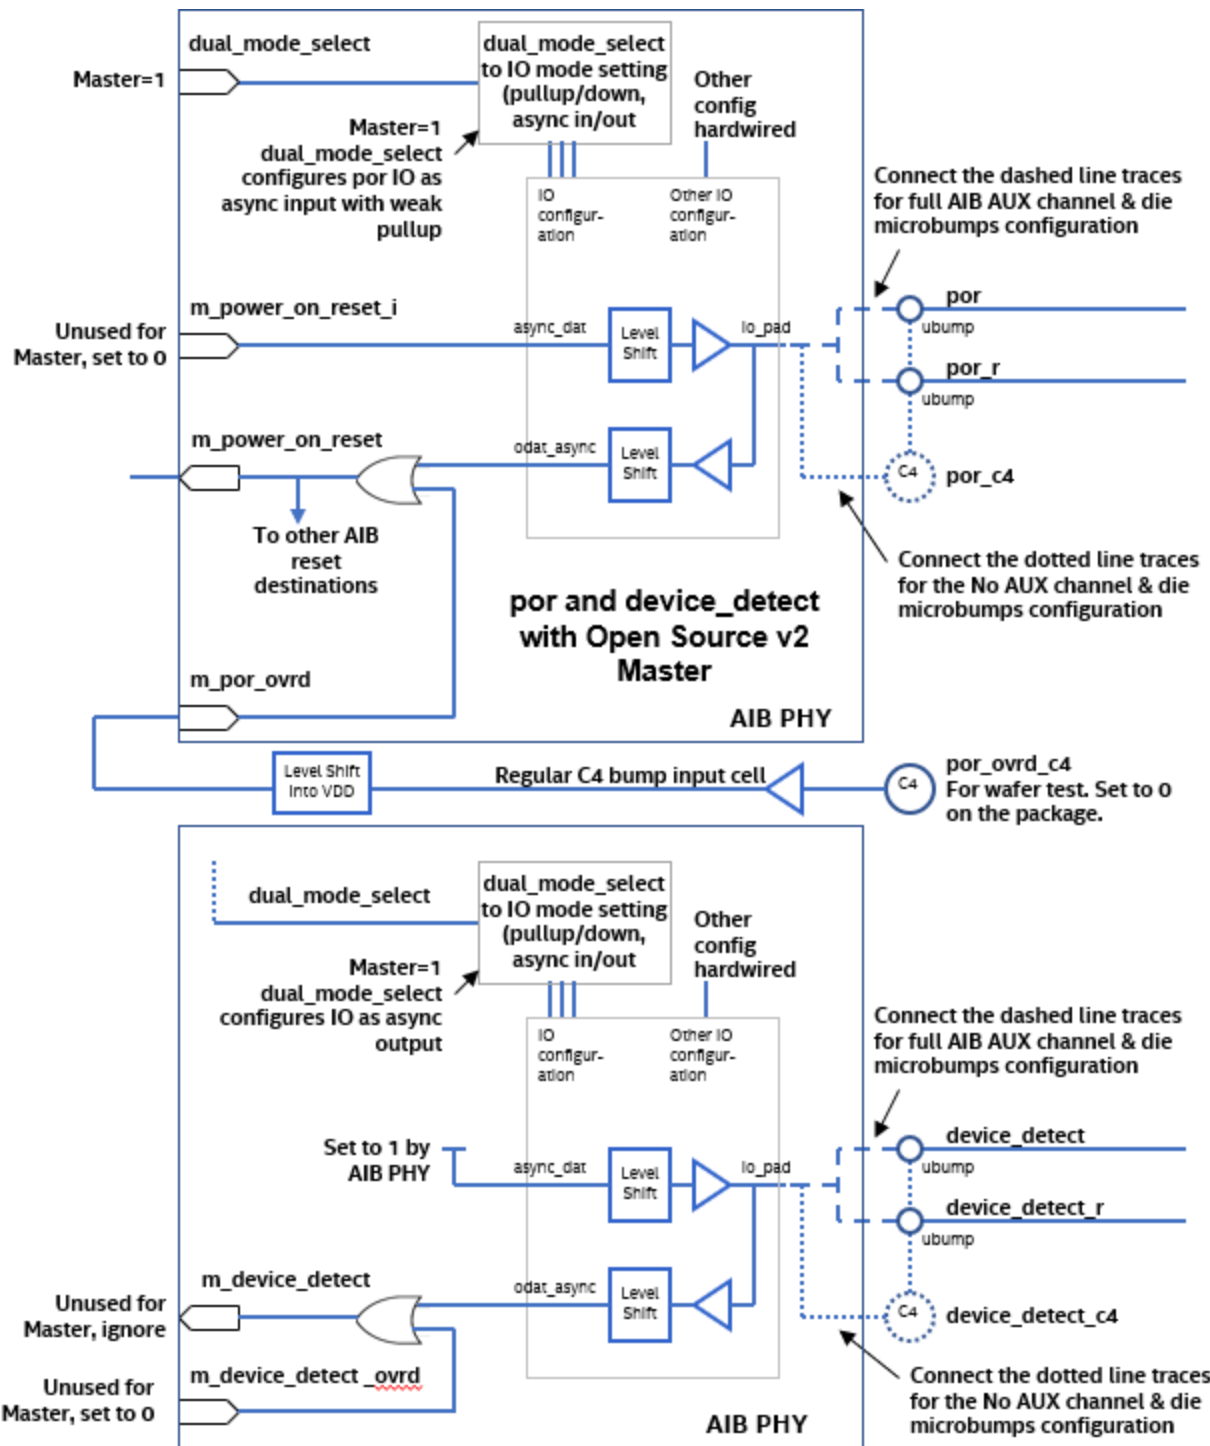 dual_mode_select
Master=1
dual_mode_select
to IO mode setting
(pullup/down,
async in/out
Other
config
hardwired
Master=1
dual_mode_select
configures por IO as
async input with weak
pullup
IO
configur-
ation
Other IO
configur-
ation
Connect the dashed line traces
for full AIB AUX channel & die
microbumps configuration
m_power_on_reset_i
Unused for
Master, set to 0
async_dat
Level
Shift
io_pad
por
ubump
por_r
ubump
m_power_on_reset
odat_async
Level
Shift
C4
por_c4
To other AIB
reset
destinations
Connect the dotted line traces
for the No AUX channel & die
microbumps configuration
por and device_detect
with Open Source v2
Master
m_por_ovrd
AIB PHY
Level Shift
Into VDD
Regular C4 bump input cell
C4
por_ovrd_c4
For wafer test. Set to 0
on the package.
dual_mode_select
dual_mode_select
to IO mode setting
(pullup/down,
async in/out
Other
config
hardwired
Master=1
dual_mode_select
configures IO as async
output
IO
configur-
ation
Other IO
configur-
ation
Connect the dashed line traces
for full AIB AUX channel & die
microbumps configuration
Set to 1 by
AIB PHY
async_dat
Level
Shift
io_pad
device_detect
ubump
device_detect_r
ubump
m_device_detect
Unused for
Master, ignore
odat_async
Level
Shift
C4
device_detect_c4
m_device_detect _ovrd
Unused for
Master, set to 0
Connect the dotted line traces
for the No AUX channel & die
microbumps configuration
AIB PHY